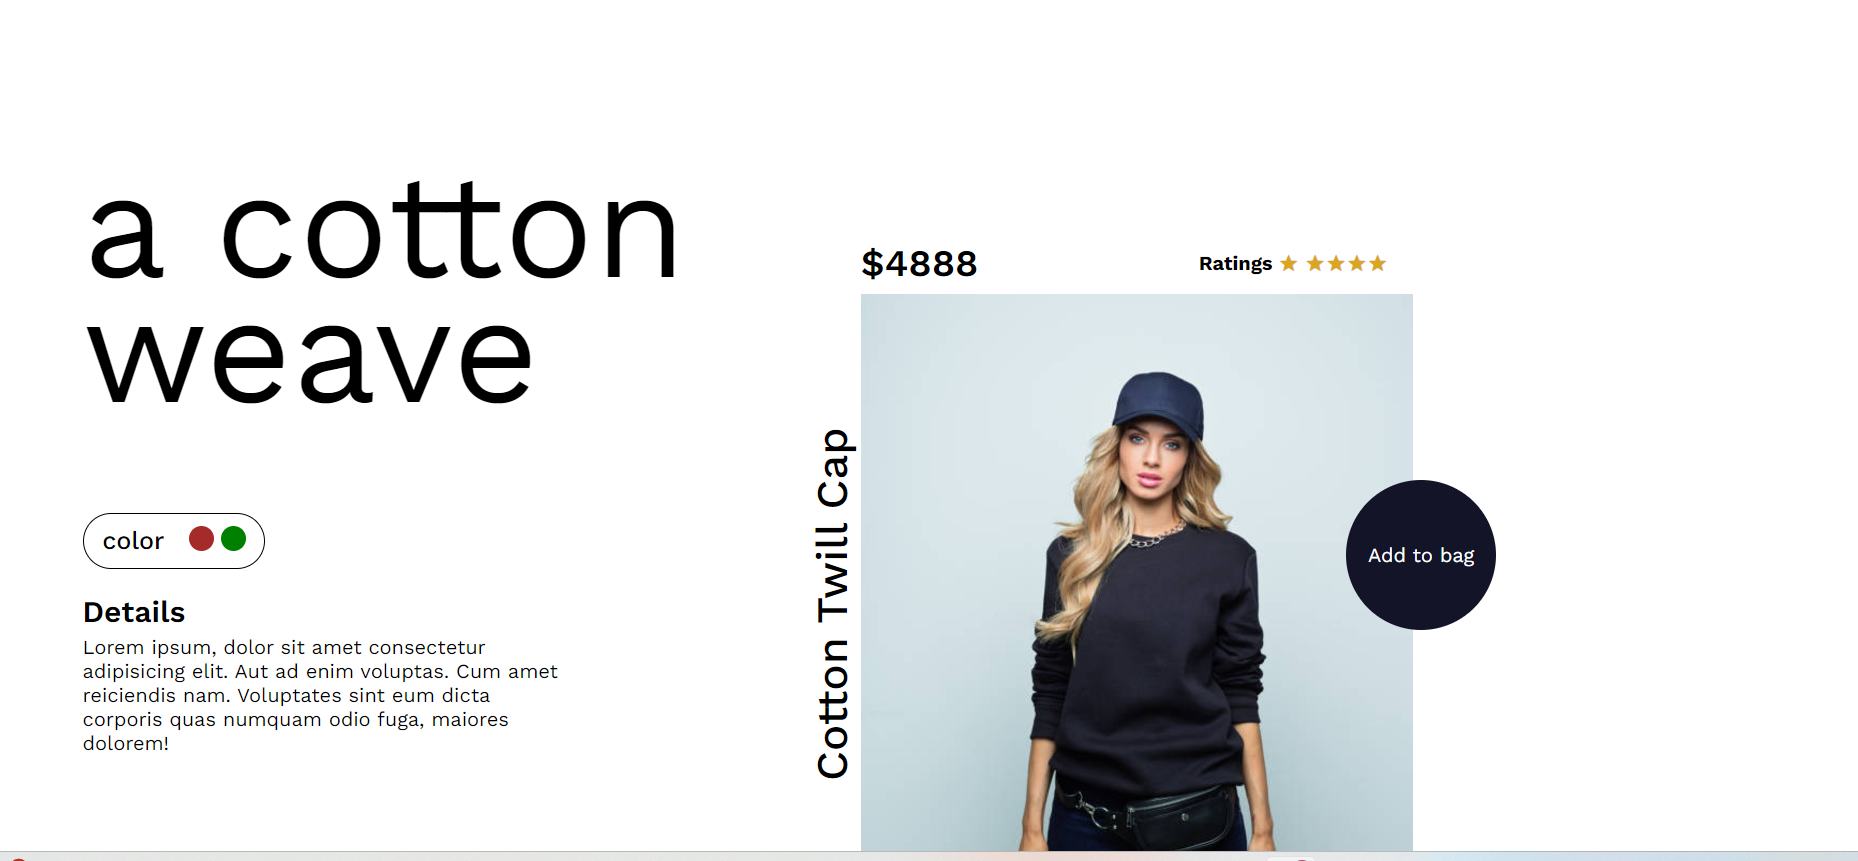 a cotton
weave
color
Details
Lorem ipsum, dolor sit amet consectetur
adipisicing elit. Aut ad enim voluptas. Cum amet
reiciendis nam. Voluptates sint eum dicta
corporis quas numquam odio fuga, maiores
dolorem!
$4888
Ratings
Cotton Twill Cap
Add to bag